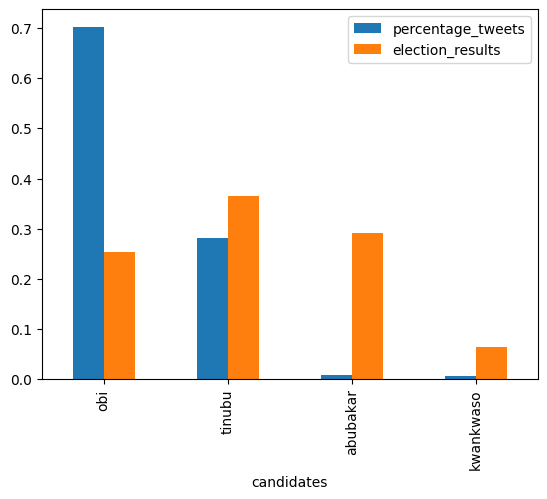 percentage_tweets
election_results
0.7
0.6
0.5
0.4
0.3
0.2
0.1
0.0
obi
tinubu
abubakar
kwankwaso
candidates